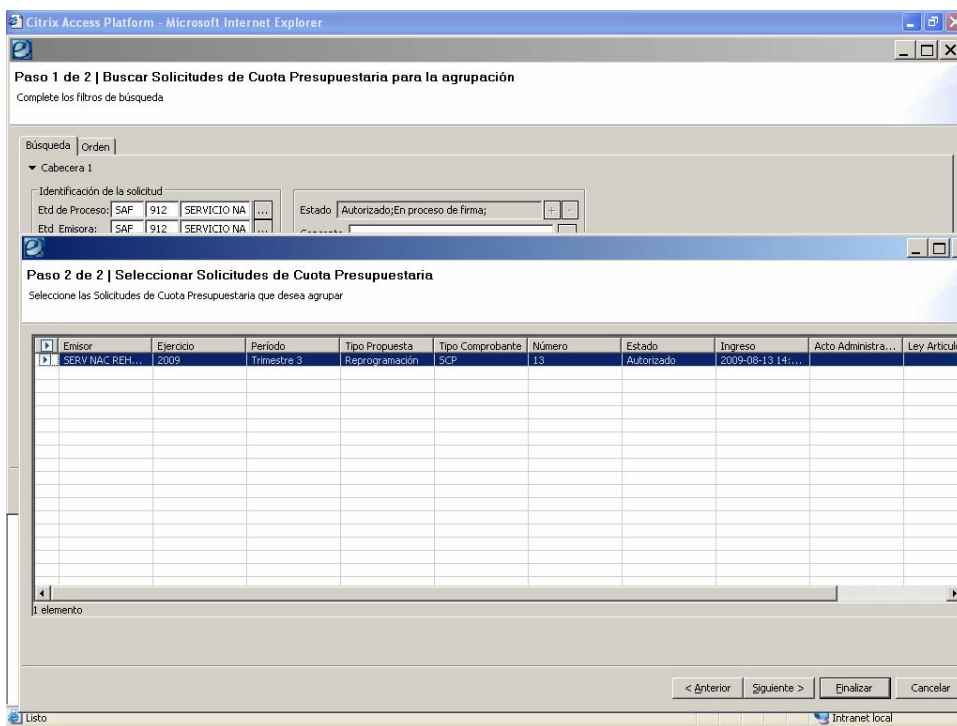 Citrix Access Platform - Microsoft Internet Explorer
Paso 1 de 2 | Buscar Solicitudes de Cuota Presupuestaria para la agrupación
Complete los filtros de búsqueda
Búsqueda Orden
Cabecera 1
Identificación de la solicitud
Etd de Proceso: SAF 912 SERVICIO NA ... Estado Autorizado;En proceso de firma; + -
Etd Emisora: SAF 912 SERVICIO NA ...
Paso 2 de 2 | Seleccionar Solicitudes de Cuota Presupuestaria
Seleccione las Solicitudes de Cuota Presupuestaria que desea agrupar
Emisor Ejercicio Período Tipo Propuesta Tipo Comprobante Número Estado Ingreso Acto Administra... Ley Articul
SERV NAC REH... 2009 Trimestre 3 Reprogramación SCP 13 Autorizado 2009-08-13 14:...
1 elemento
< Anterior Siguiente > Finalizar Cancelar
Listo Intranet local